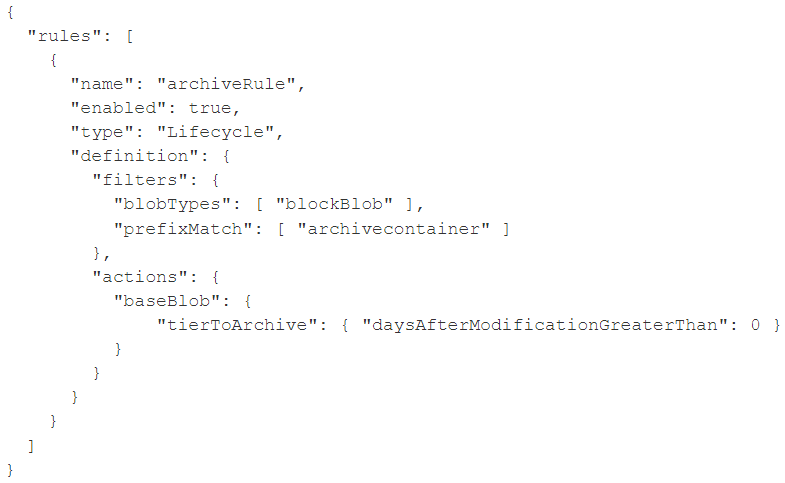 {
  "rules": [
    {
      "name": "archiveRule",
      "enabled": true,
      "type": "Lifecycle",
      "definition": {
        "filters": {
          "blobTypes": [ "blockBlob" ],
          "prefixMatch": [ "archivecontainer" ]
        },
        "actions": {
          "baseBlob": {
              "tierToArchive": { "daysAfterModificationGreaterThan": 0 }
          }
        }
      }
    }
  ]
}